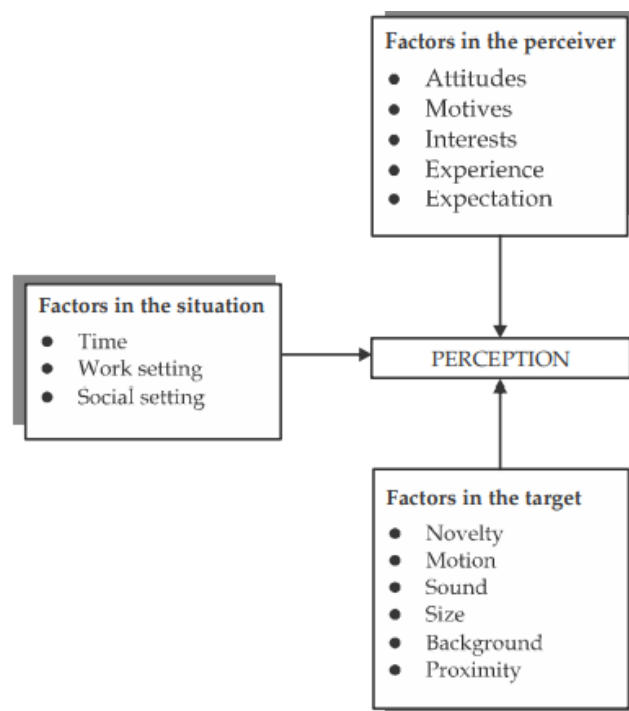 Factors in the perceiver
● Attitudes
● Motives
● Interests
● Experience
● Expectation
Factors in the situation
● Time
● Work setting
● Social setting
PERCEPTION
Factors in the target
● Novelty
● Motion
● Sound
● Size
● Background
● Proximity